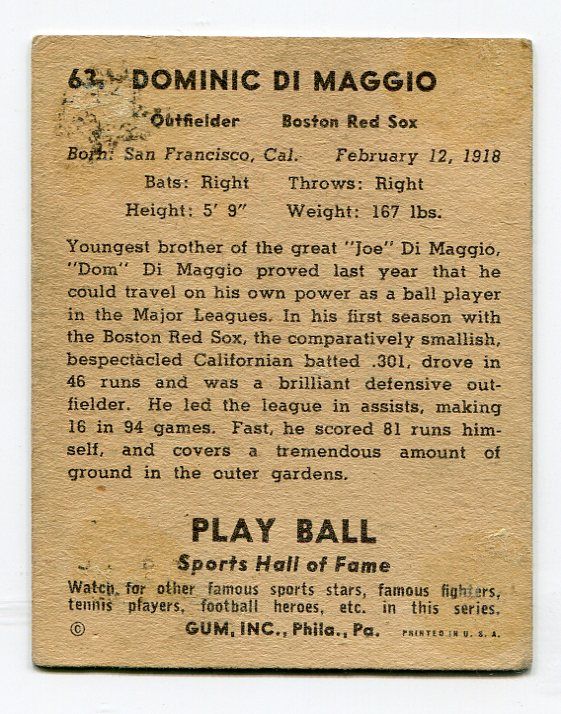 63. DOMINIC DI MAGGIO
Outfielder Boston Red Sox
Born: San Francisco, Cal. February 12, 1918
Bats: Right Throws: Right
Height: 5' 9" Weight: 167 lbs.
Youngest brother of the great "Joe" Di Maggio,
"Dom" Di Maggio proved last year that he
could travel on his own power as a ball player
in the Major Leagues. In his first season with
the Boston Red Sox, the comparatively smallish,
bespectacled Californian batted .301, drove in
46 runs and was a brilliant defensive out-
fielder. He led the league in assists, making
16 in 94 games. Fast, he scored 81 runs him-
self, and covers a tremendous amount of
ground in the outer gardens.
PLAY BALL
Sports Hall of Fame
Watch for other famous sports stars, famous fighters,
tennis players, football heroes, etc. in this series.
© GUM, INC., Phila., Pa. PRINTED IN U. S. A.